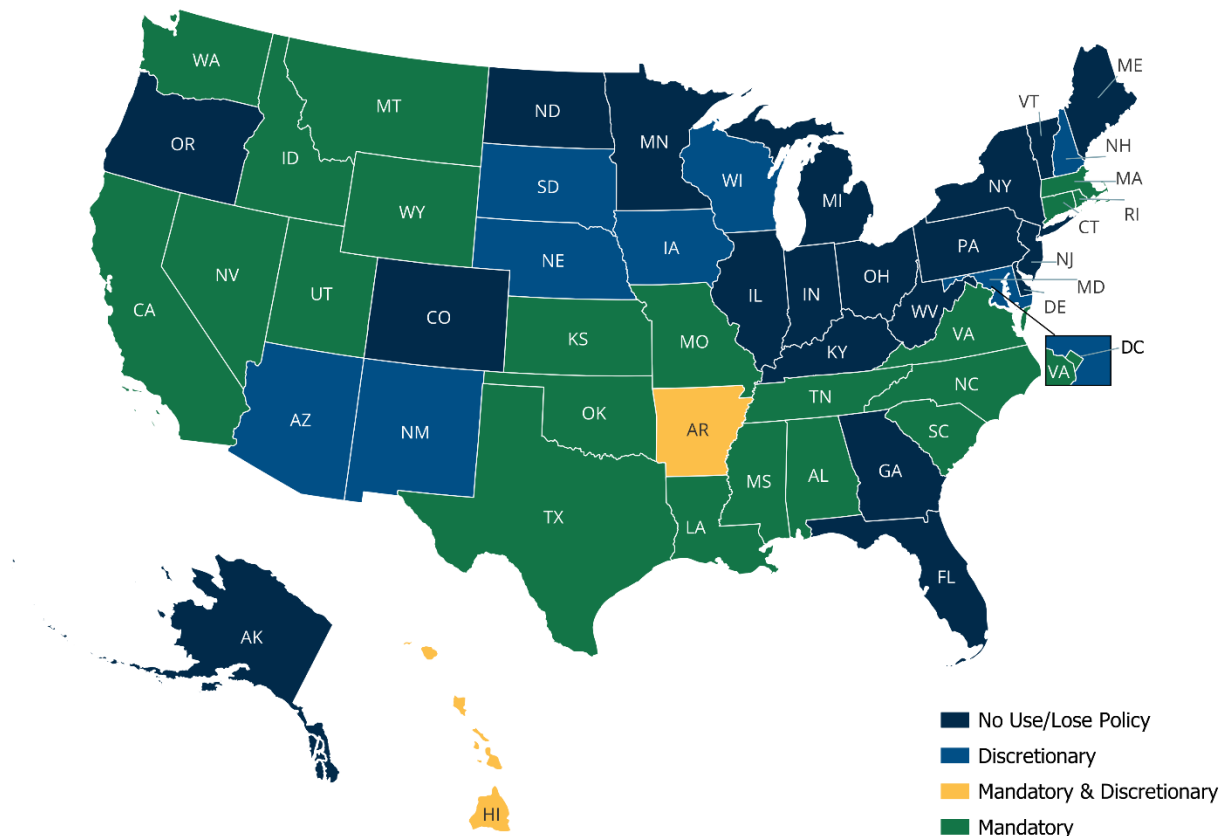 WA
MT
ND
MN
ME
VT
NH
OR
ID
SD
WI
MI
NY
MA
WY
RI
CT
NE
IA
PA
NJ
NV
UT
CA
IL
IN
OH
MD
DE
CO
WV
KS
MO
KY
VA
DC
VA
TN
NC
AZ
NM
OK
AR
SC
MS
AL
GA
TX
LA
FL
AK
HI
No Use/Lose Policy
Discretionary
Mandatory & Discretionary
Mandatory